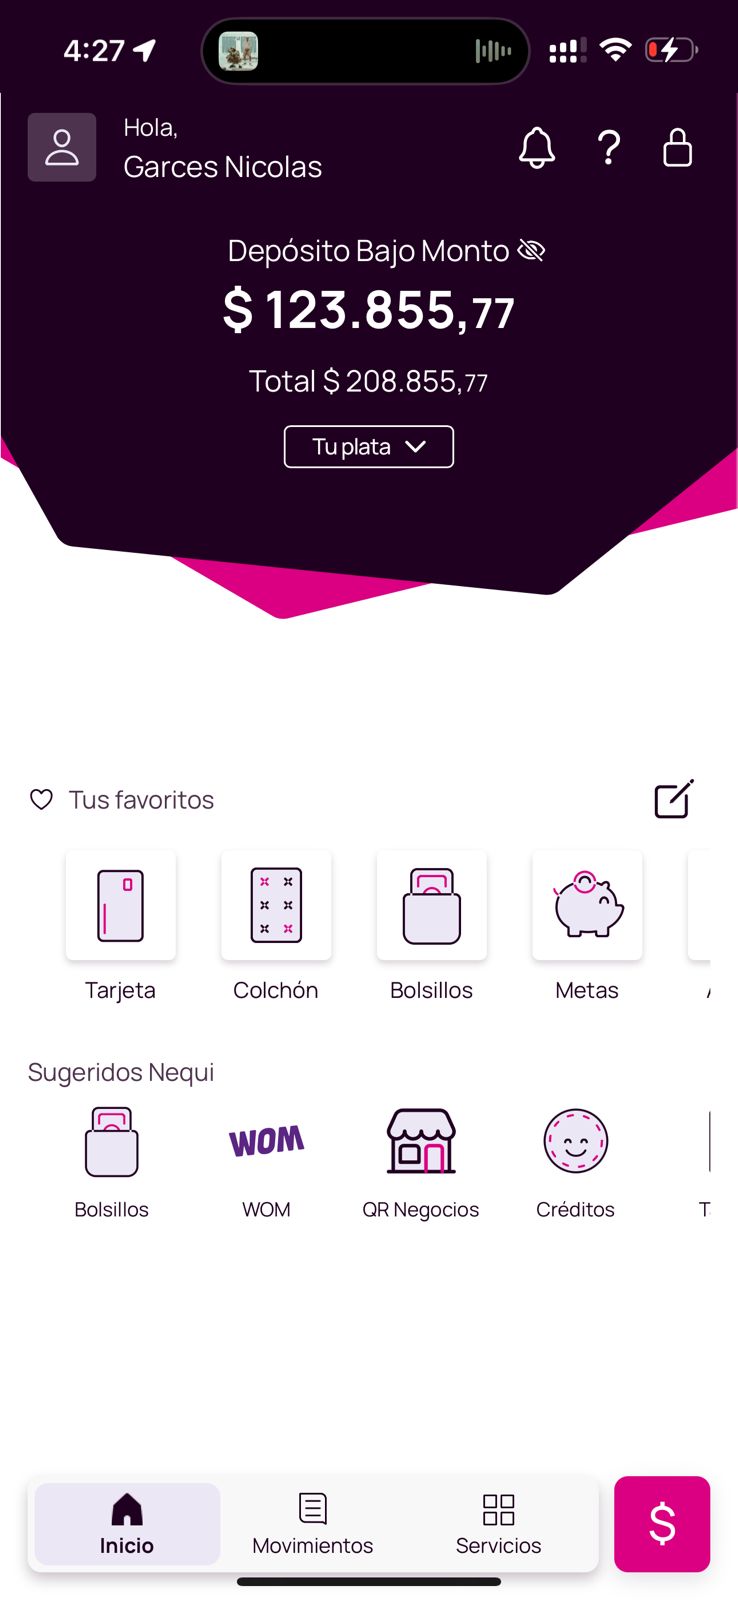 4:27
Hola,
Garces Nicolas
Depósito Bajo Monto
$ 123.855,77
Total $ 208.855,77
Tu plata
Tus favoritos
Tarjeta Colchón Bolsillos Metas
Sugeridos Nequi
WOM
Bolsillos WOM QR Negocios Créditos
Inicio Movimientos Servicios
$